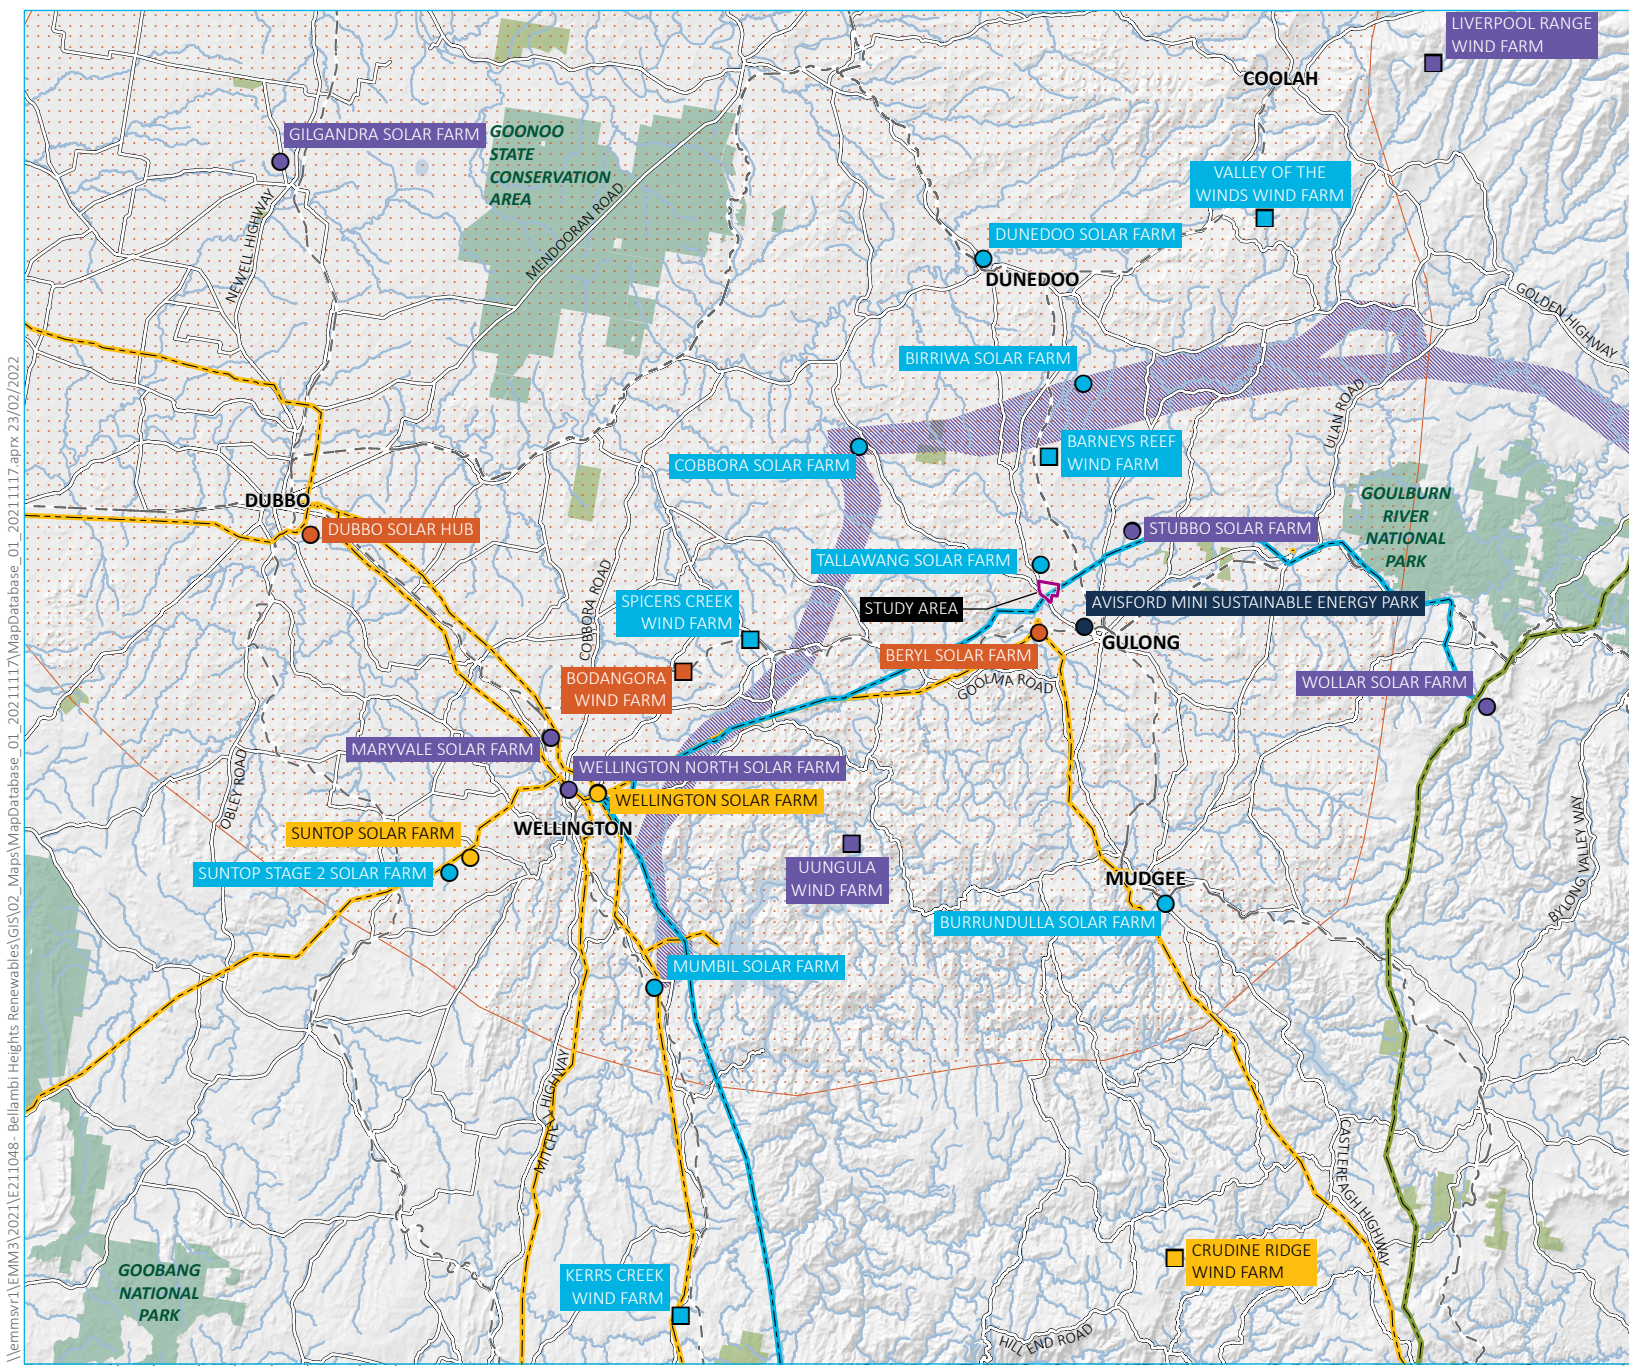 LIVERPOOL RANGE
WIND FARM
COOLAH
GILGANDRA SOLAR FARM
GOONOO
STATE
CONSERVATION
AREA
MENDOORAN ROAD
NEWELL HIGHWAY
VALLEY OF THE
WINDS WIND FARM
DUNEDOO SOLAR FARM
DUNEDOO
GOLDEN HIGHWAY
BIRRIWA SOLAR FARM
ULAN ROAD
BARNEYS REEF
WIND FARM
COBBORA SOLAR FARM
DUBBO
DUBBO SOLAR HUB
GOULBURN
RIVER
NATIONAL
PARK
STUBBO SOLAR FARM
TALLAWANG SOLAR FARM
COBBORA ROAD
SPICERS CREEK
WIND FARM
STUDY AREA
AVISFORD MINI SUSTAINABLE ENERGY PARK
GULONG
BERYL SOLAR FARM
BODANGORA
WIND FARM
GOOLMA ROAD
WOLLAR SOLAR FARM
MARYVALE SOLAR FARM
WELLINGTON NORTH SOLAR FARM
WELLINGTON SOLAR FARM
OBLEY ROAD
SUNTOP SOLAR FARM
WELLINGTON
SUNTOP STAGE 2 SOLAR FARM
UUNGULA
WIND FARM
MUDGEE
BURRUNDULLA SOLAR FARM
BYLONG VALLEY WAY
MUMBIL SOLAR FARM
MITCHELL HIGHWAY
CASTLEREAGH HIGHWAY
CRUDINE RIDGE
WIND FARM
GOOBANG
NATIONAL
PARK
KERRS CREEK
WIND FARM
HILL END ROAD
\\emmsvr1\EMM3\2021\E211048 - Bellambi Heights Renewables\GIS\02_Maps\MapDatabase_01_20211117\MapDatabase_01_20211117.aprx 23/02/2022